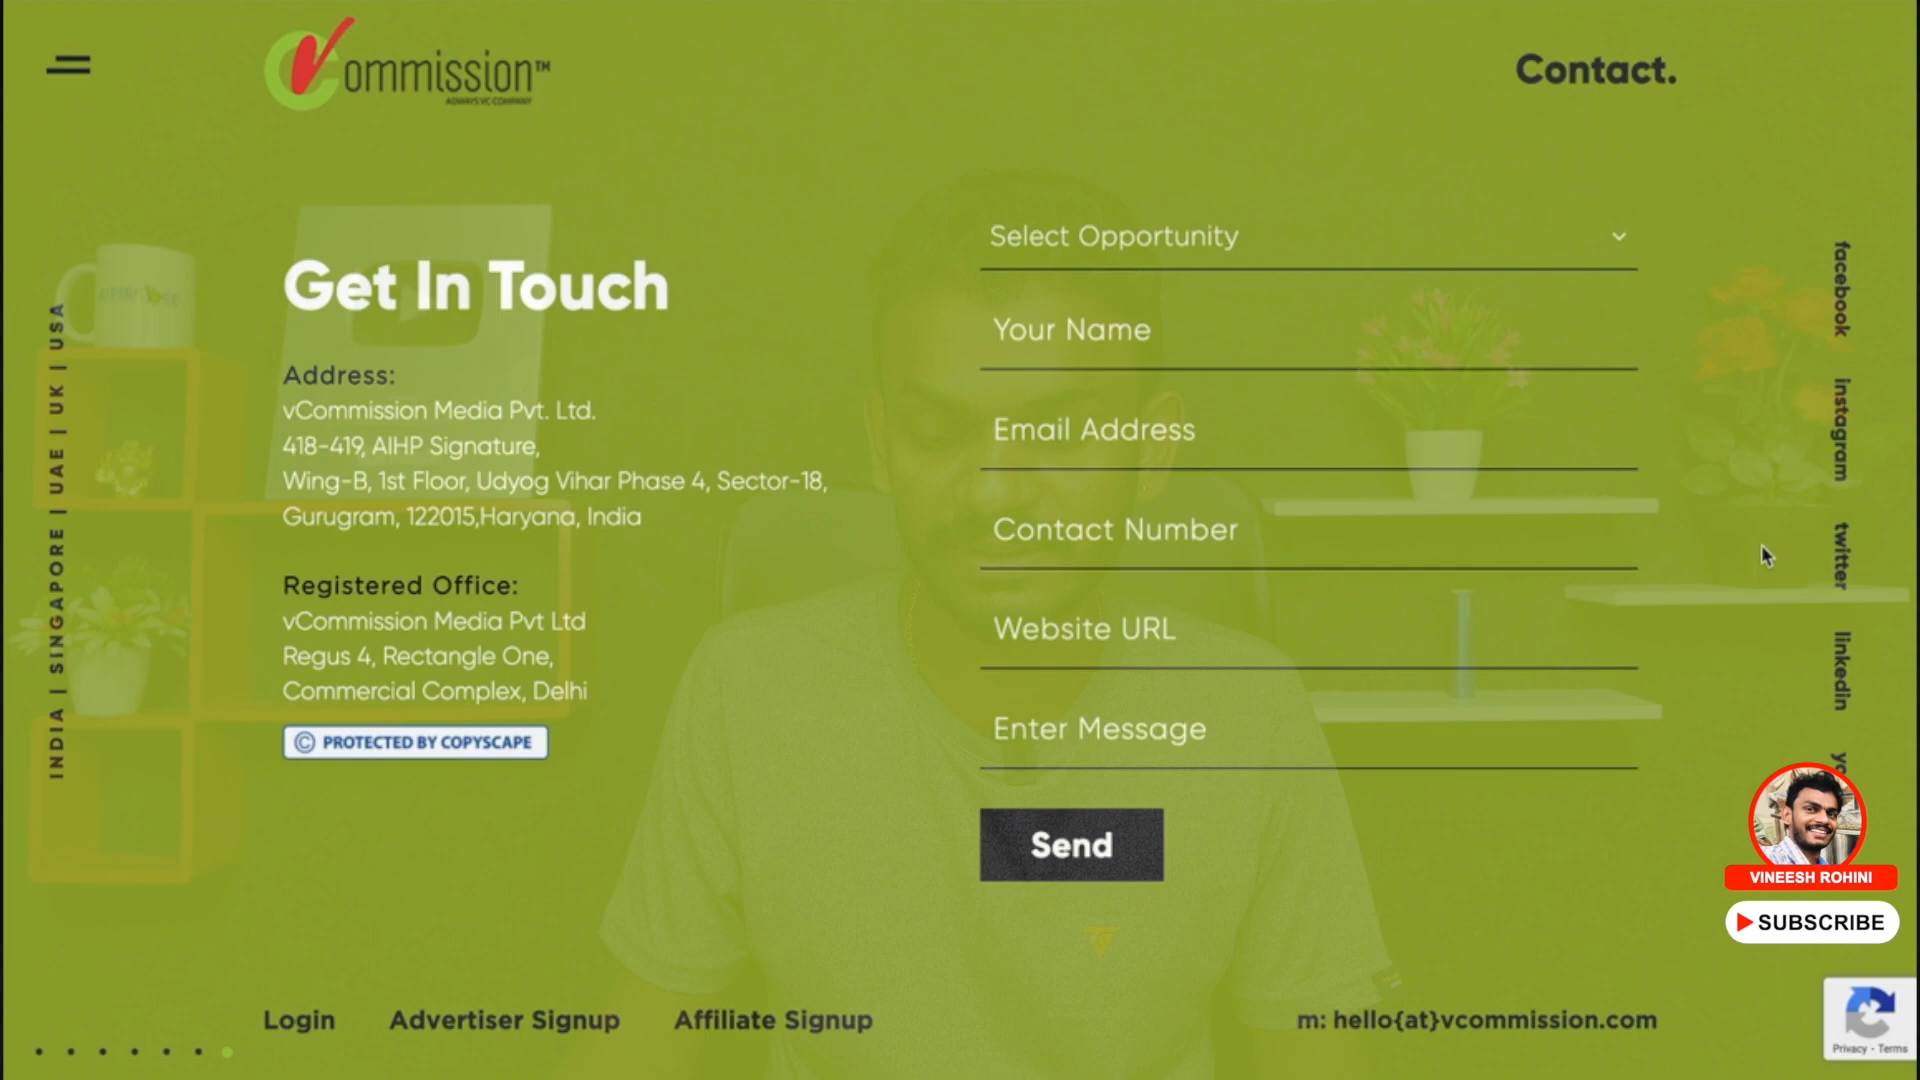 Commission™
ADWAYS VC COMPANY
Contact.
INDIA | SINGAPORE | UAE | UK | USA
Get In Touch
Address:
vCommission Media Pvt. Ltd.
418-419, AIHP Signature,
Wing-B, 1st Floor, Udyog Vihar Phase 4, Sector-18,
Gurugram, 122015,Haryana, India
Registered Office:
vCommission Media Pvt Ltd
Regus 4, Rectangle One,
Commercial Complex, Delhi
© PROTECTED BY COPYSCAPE
Select Opportunity
Your Name
Email Address
Contact Number
Website URL
Enter Message
Send
facebook
instagram
twitter
linkedin
VINEESH ROHINI
SUBSCRIBE
Login
Advertiser Signup
Affiliate Signup
m: hello{at}vcommission.com
Privacy - Terms